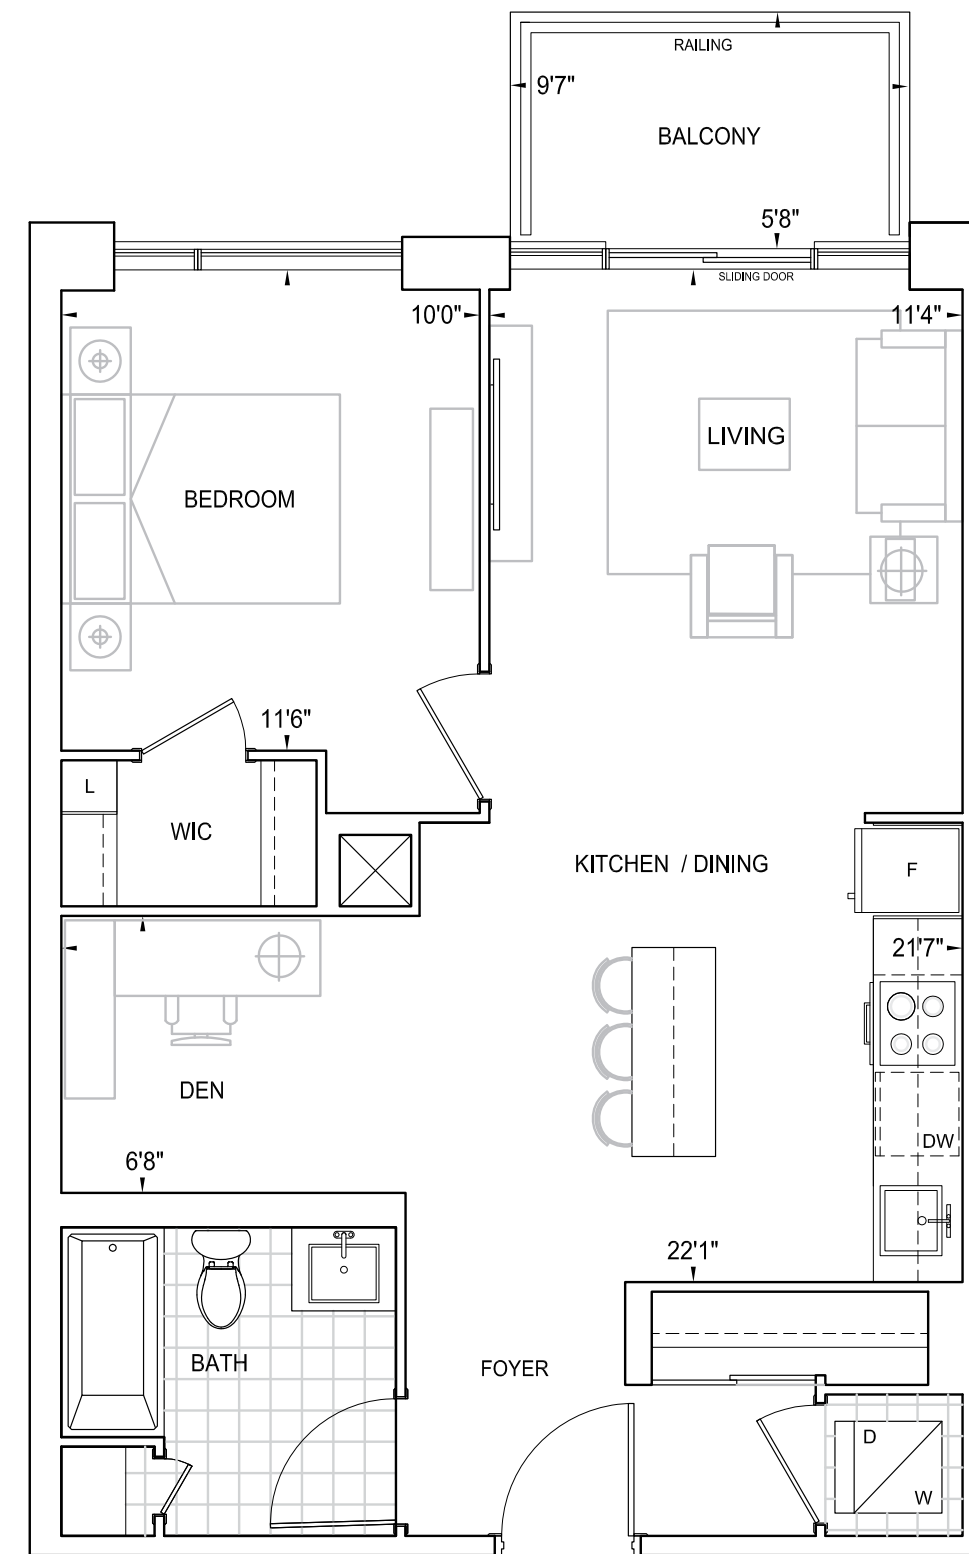 RAILING
9'7"
BALCONY
5'8"
SLIDING DOOR
10'0"
11'4"
LIVING
BEDROOM
11'6"
L
WIC
KITCHEN / DINING
F
21'7"
DEN
DW
6'8"
22'1"
BATH
FOYER
D
W